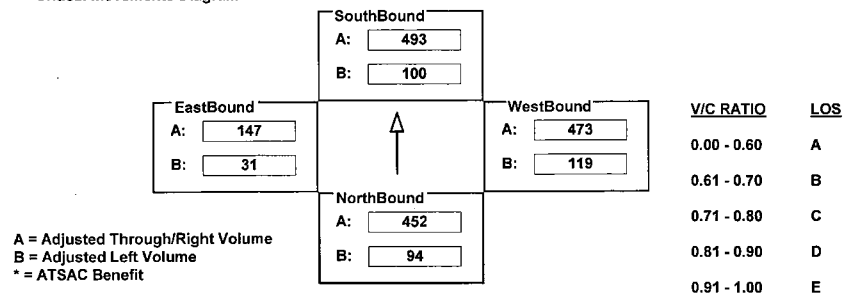 SouthBound
A: 493
B: 100
EastBound
A: 147
B: 31
WestBound
A: 473
B: 119
NorthBound
A: 452
B: 94
A = Adjusted Through/Right Volume
B = Adjusted Left Volume
* = ATSAC Benefit
V/C RATIO LOS
0.00 - 0.60 A
0.61 - 0.70 B
0.71 - 0.80 C
0.81 - 0.90 D
0.91 - 1.00 E